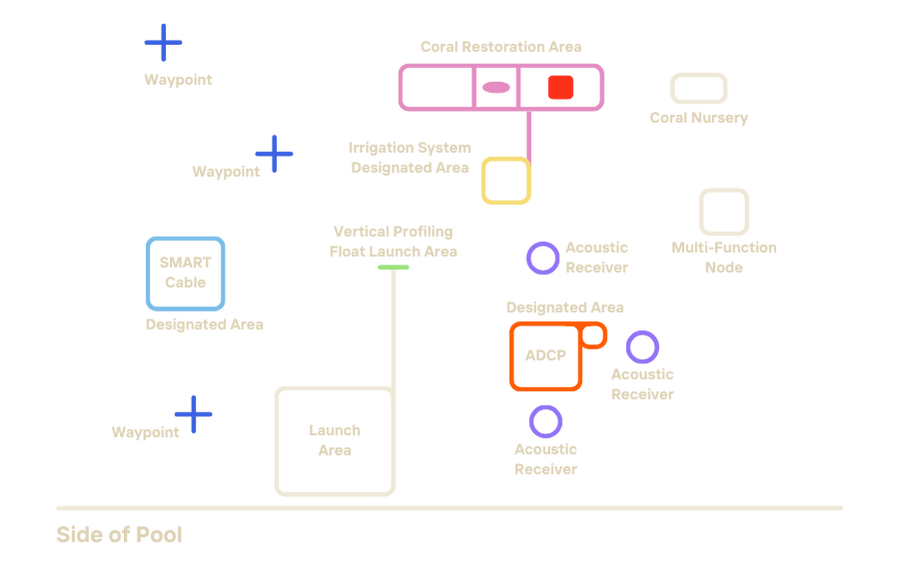 Coral Restoration Area
Waypoint
Coral Nursery
Irrigation System
Designated Area
Waypoint
Vertical Profiling
Float Launch Area
Acoustic
Receiver
Multi-Function
Node
SMART
Cable
Designated Area
Designated Area
ADCP
Acoustic
Receiver
Waypoint
Launch
Area
Acoustic
Receiver
Side of Pool